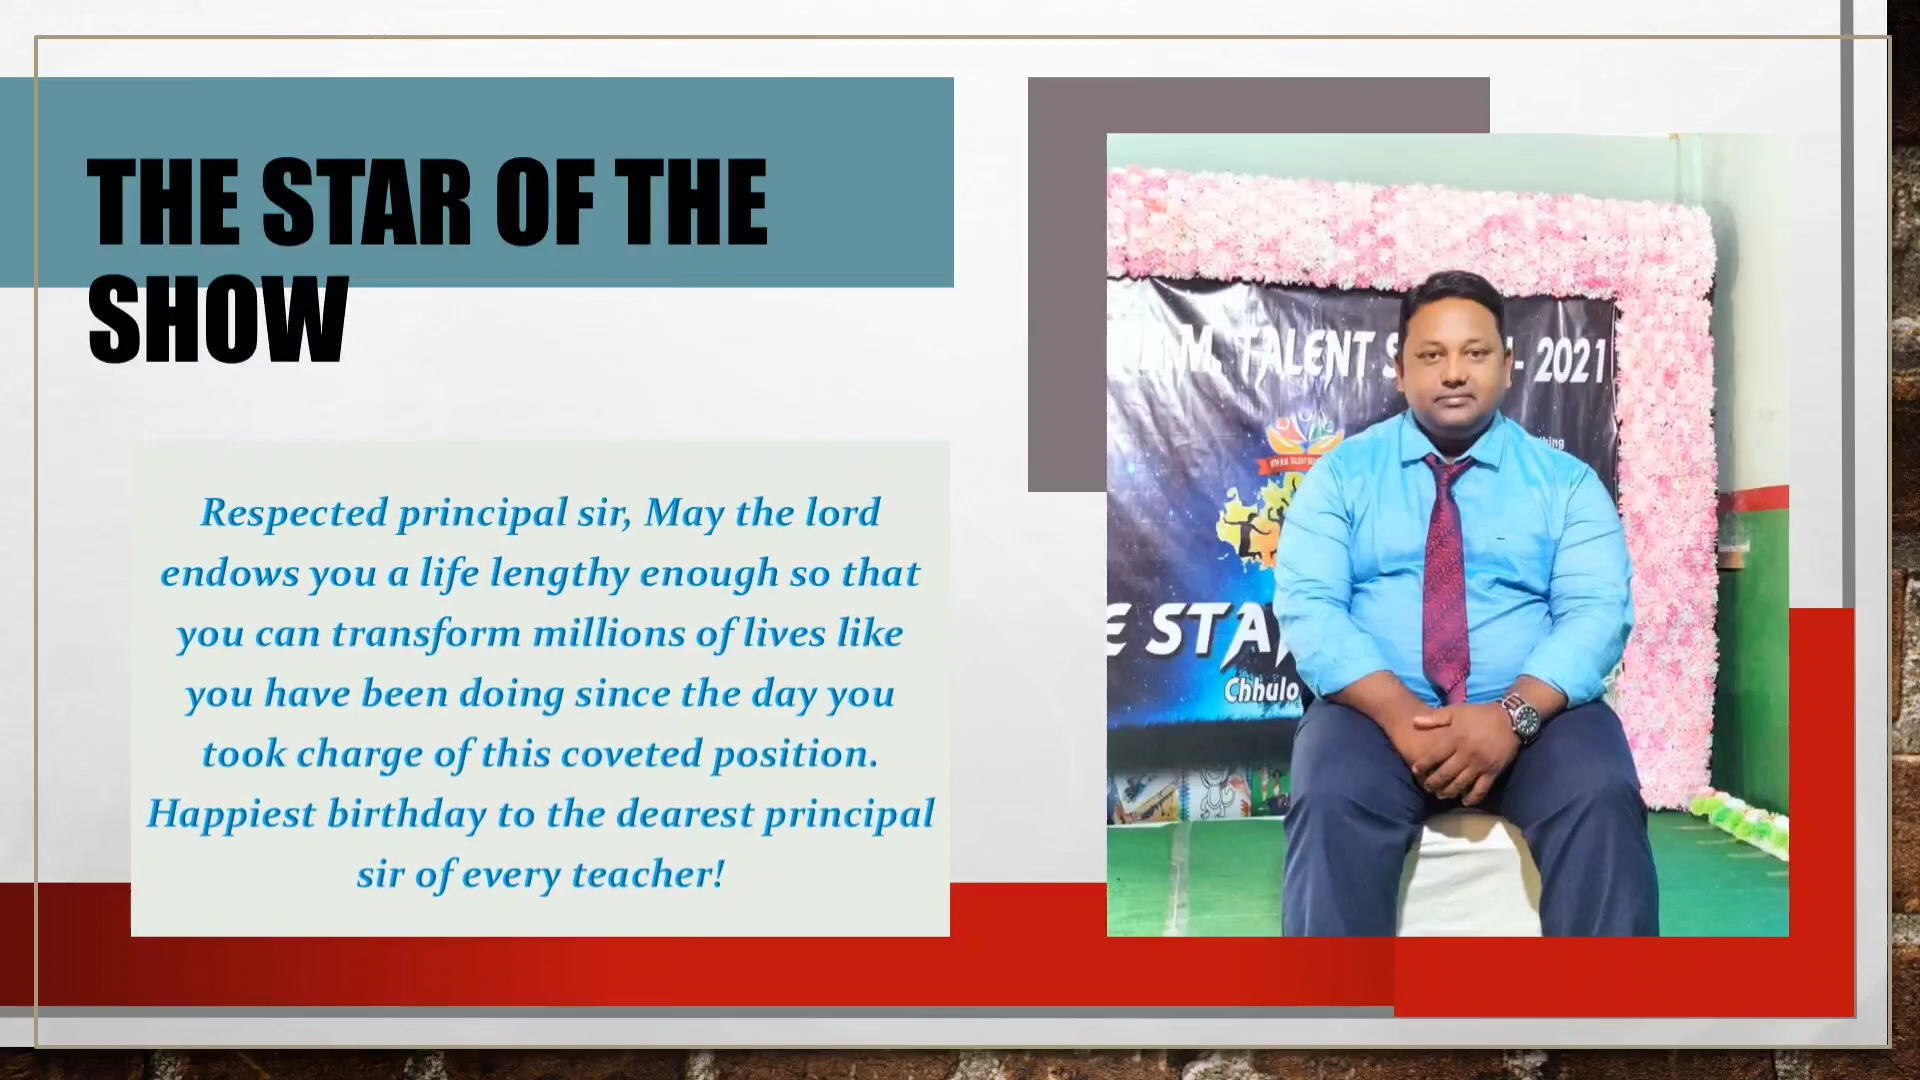 THE STAR OF THE
SHOW
Respected principal sir, May the lord
endows you a life lengthy enough so that
you can transform millions of lives like
you have been doing since the day you
took charge of this coveted position.
Happiest birthday to the dearest principal
sir of every teacher!
M. TALENT - 2021
STA
Chhulo